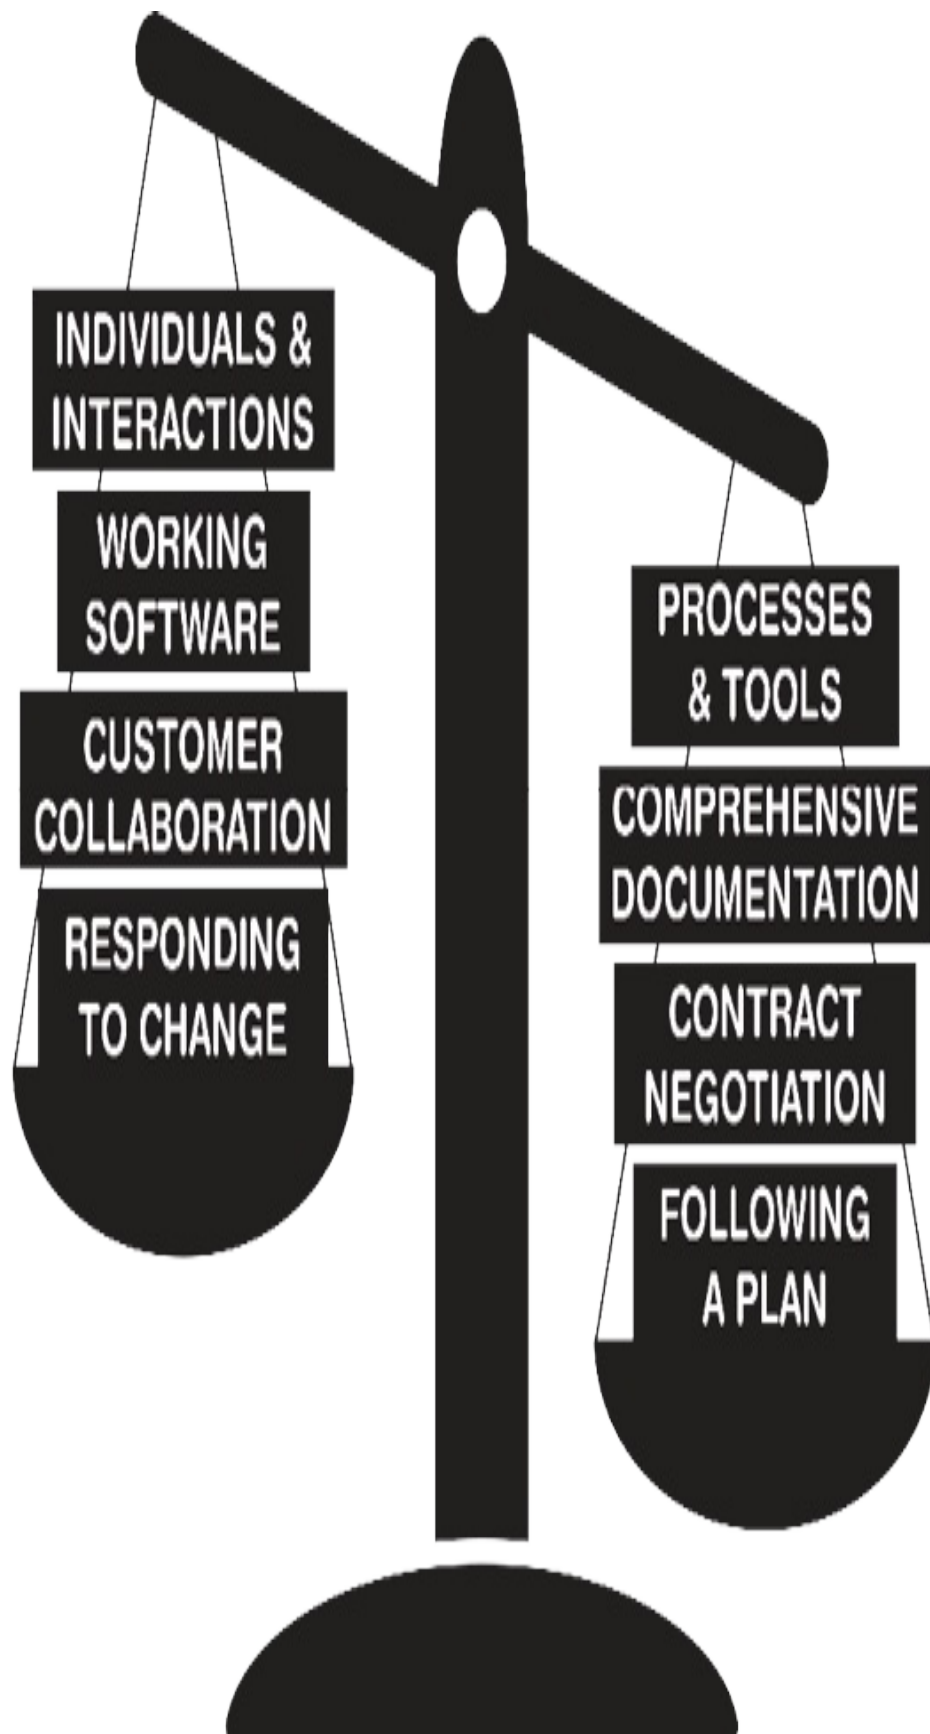 INDIVIDUALS &
INTERACTIONS
WORKING
SOFTWARE
CUSTOMER
COLLABORATION
RESPONDING
TO CHANGE
PROCESSES
& TOOLS
COMPREHENSIVE
DOCUMENTATION
CONTRACT
NEGOTIATION
FOLLOWING
A PLAN